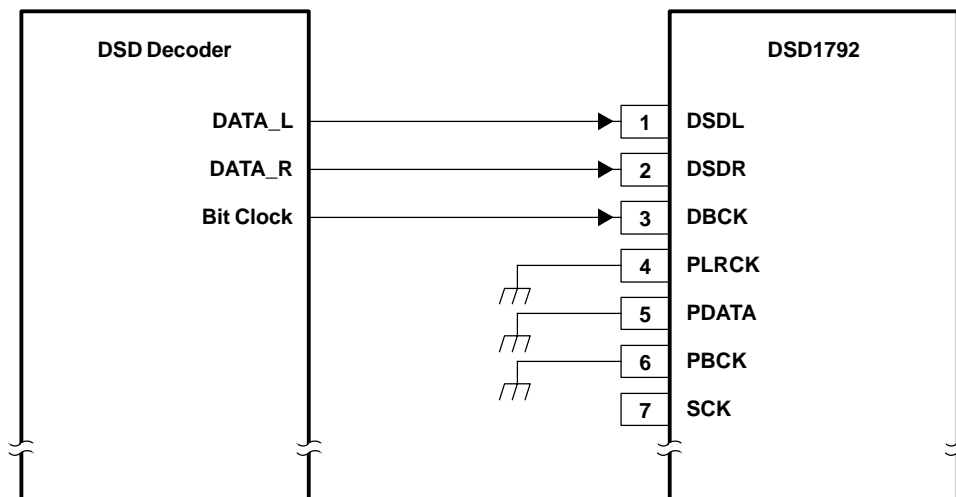 DSD Decoder
DSD1792
DATA_L
1 DSDL
DATA_R
2 DSDR
Bit Clock
3 DBCK
4 PLRCK
5 PDATA
6 PBCK
7 SCK